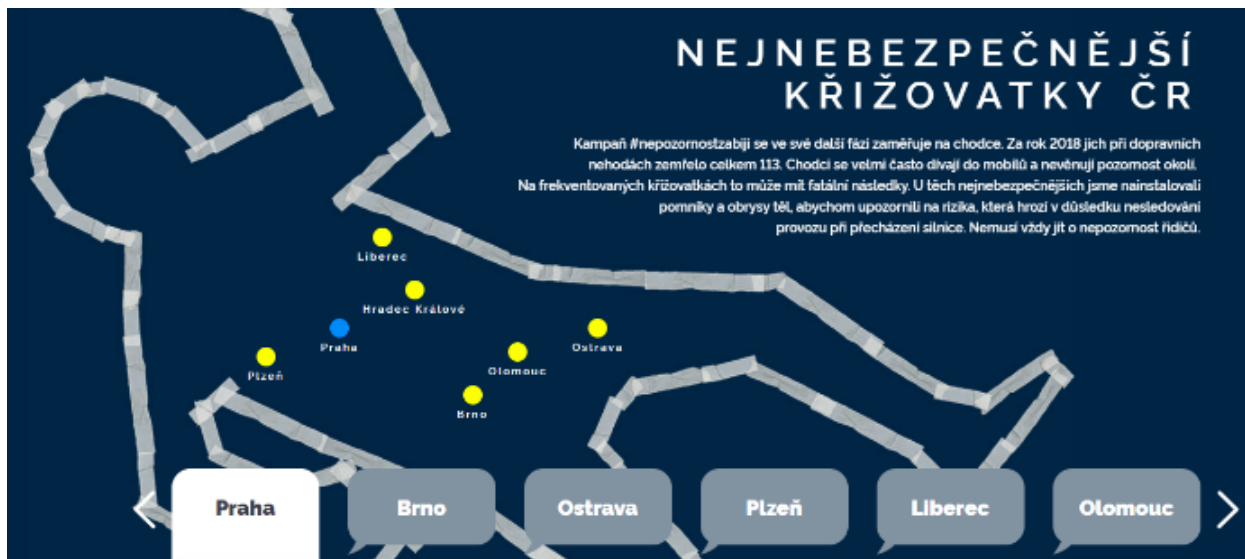 NEJNEBEZPEČNĚJŠÍ
KŘIŽOVATKY ČR
Kampaň #nepozornostzabiji se ve své další fázi zaměřuje na chodce. Za rok 2018 jich při dopravních
nehodách zemřelo celkem 113. Chodci se velmi často dívají do mobilů a nevěnují pozornost okolí.
Na frekventovaných křižovatkách to může mít fatální následky. U těch nejnebezpečnějších jsme nainstalovali
pomníky a obrysy těl, abychom upozornili na rizika, která hrozí v důsledku nesledování
provozu při přecházení silnice. Nemusí vždy jít o nepozornost řidičů.
Liberec
Hradec Králové
Praha
Ostrava
Plzeň
Olomouc
Brno
Praha
Brno
Ostrava
Plzeň
Liberec
Olomouc